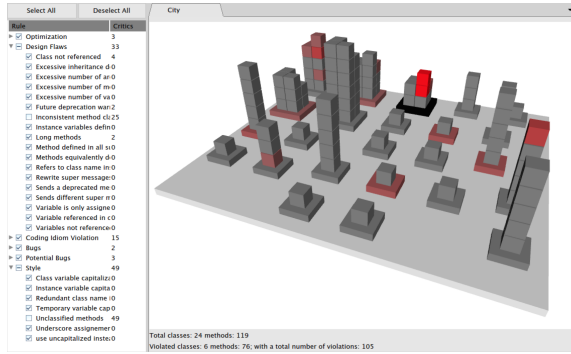 Select All Deselect All City
Rule Critics
Optimization 3
Design Flaws 33
Class not referenced 4
Excessive inheritance d 0
Excessive number of ar 0
Excessive number of m 0
Excessive number of va 0
Future deprecation war 2
Inconsistent method cla 25
Instance variables defin 0
Long methods 2
Method defined in all su 0
Methods equivalently d 0
Refers to class name in 0
Rewrite super message 0
Sends a deprecated me 0
Sends different super m 0
Variable is only assigne 0
Variable referenced in c 0
Variables not reference 0
Coding Idiom Violation 15
Bugs 2
Potential Bugs 3
Style 49
Class variable capitaliz 0
Instance variable capita 0
Redundant class name i 0
Temporary variable cap 0
Unclassified methods 49
Underscore assignemer 0
use uncapitalized inste 0
Total classes: 24 methods: 119
Violated classes: 6 methods: 76; with a total number of violations: 105